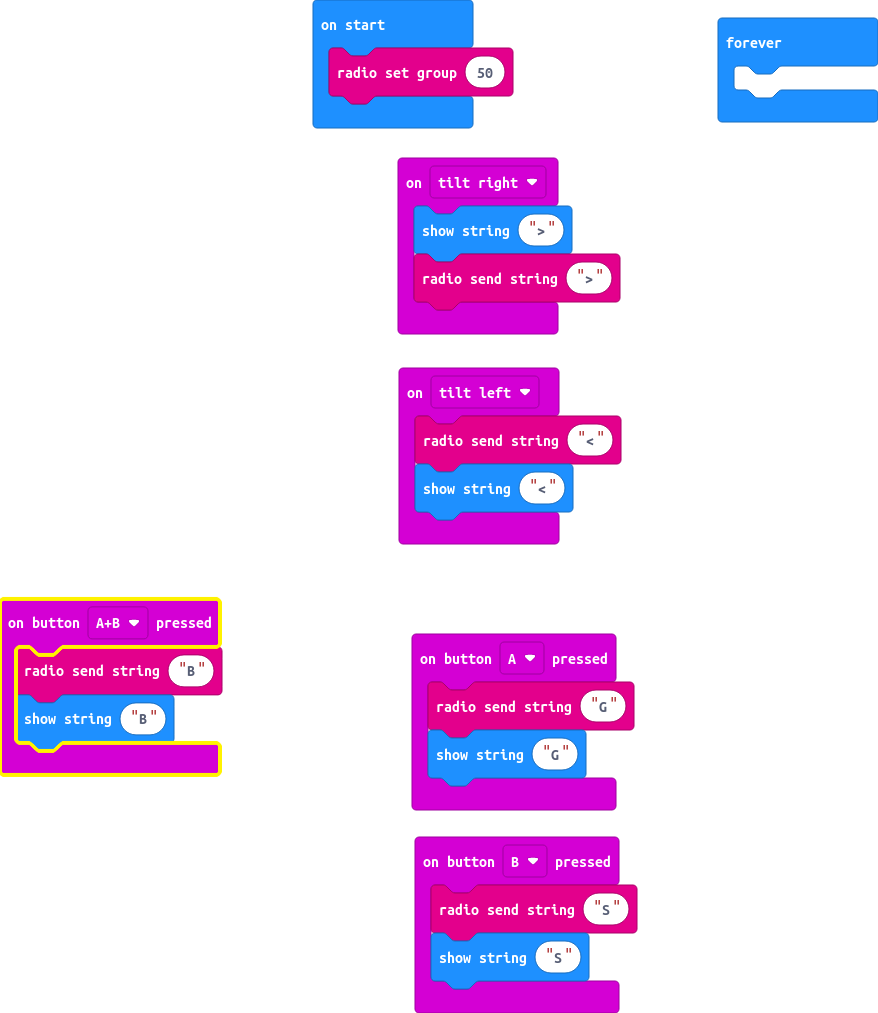 on start
radio set group 50
forever
on tilt right
show string ">"
radio send string ">"
on tilt left
radio send string "<"
show string "<"
on button A+B pressed
radio send string "B"
show string "B"
on button A pressed
radio send string "G"
show string "G"
on button B pressed
radio send string "S"
show string "S"